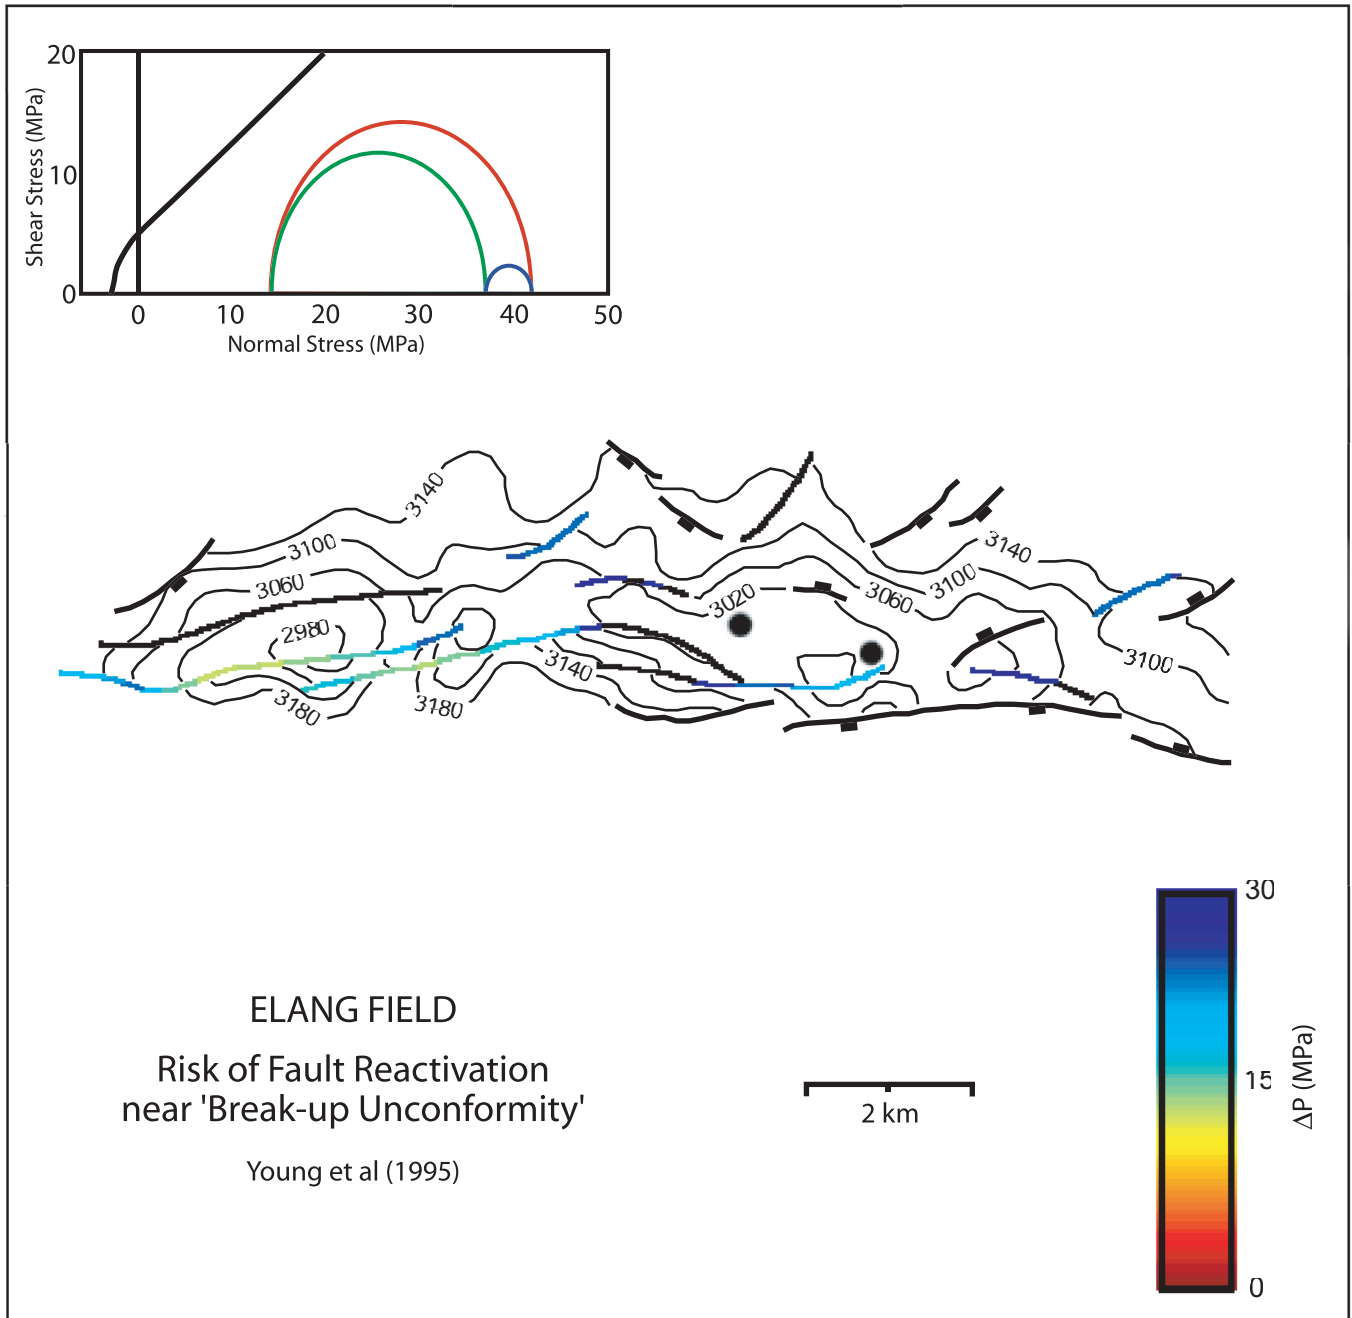 20
10
0
Shear Stress (MPa)
0 10 20 30 40 50
Normal Stress (MPa)
3140
3100
3060
2980
3180
3180
3140
3020
3060
3100
3140
3100
ELANG FIELD
Risk of Fault Reactivation
near 'Break-up Unconformity'
Young et al (1995)
2 km
30
15
0
ΔP (MPa)